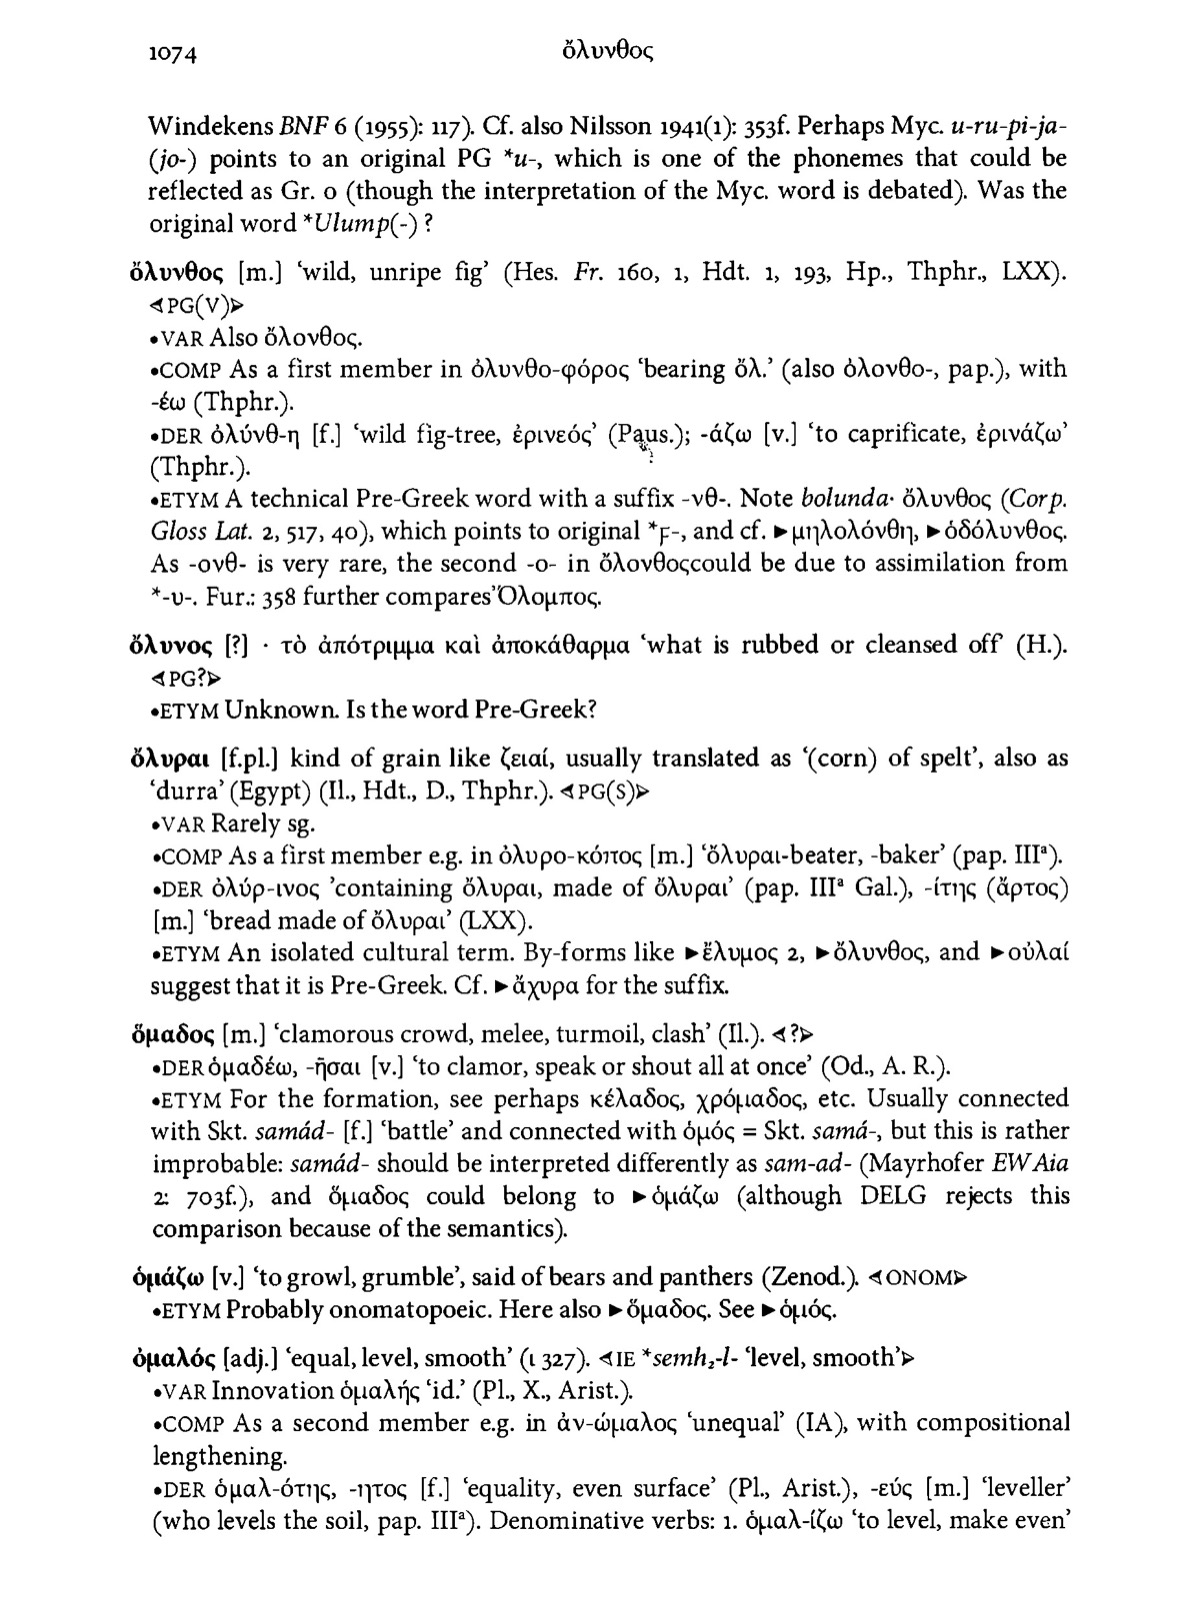 1074 ὄλυνθος
Windekens BNF 6 (1955): 117). Cf. also Nilsson 1941(1): 353f. Perhaps Myc. u-ru-pi-ja-
(jo-) points to an original PG *u-, which is one of the phonemes that could be
reflected as Gr. ο (though the interpretation of the Myc. word is debated). Was the
original word *Ulump(-) ?
ὄλυνθος [m.] ‘wild, unripe fig’ (Hes. Fr. 160, 1, Hdt. 1, 193, Hp., Thphr., LXX).
⊲PG(V)⊳
•VAR Also ὄλονθος.
•COMP As a first member in ὀλυνθο-φόρος ‘bearing ὄλ.’ (also ὀλονθο-, pap.), with
-έω (Thphr.).
•DER ὀλύνθ-η [f.] ‘wild fig-tree, ἐρινεός’ (Paus.); -άζω [v.] ‘to caprificate, ἐρινάζω’
(Thphr.).
•ETYM A technical Pre-Greek word with a suffix -νθ-. Note bolunda· ὄλυνθος (Corp.
Gloss Lat. 2, 517, 40), which points to original *ϝ-, and cf. ►μηλολόνθη, ►ὀδόλυνθος.
As -ονθ- is very rare, the second -ο- in ὄλονθοςcould be due to assimilation from
*-υ-. Fur.: 358 further compares’Όλομπος.
ὄλυνος [?] · τὸ ἀπότριμμα καὶ ἀποκάθαρμα ‘what is rubbed or cleansed off’ (H.).
⊲PG?⊳
•ETYM Unknown. Is the word Pre-Greek?
ὄλυραι [f.pl.] kind of grain like ζειαί, usually translated as ‘(corn) of spelt’, also as
‘durra’ (Egypt) (Il., Hdt., D., Thphr.). ⊲PG(S)⊳
•VAR Rarely sg.
•COMP As a first member e.g. in ὀλυρο-κόπος [m.] ‘ὄλυραι-beater, -baker’ (pap. IIIª).
•DER ὀλύρ-ινος ’containing ὄλυραι, made of ὄλυραι’ (pap. IIIª Gal.), -ίτης (ἄρτος)
[m.] ‘bread made of ὄλυραι’ (LXX).
•ETYM An isolated cultural term. By-forms like ►ἔλυμος 2, ►ὄλυνθος, and ►οὐλαί
suggest that it is Pre-Greek. Cf. ►ἄχυρα for the suffix.
ὅμαδος [m.] ‘clamorous crowd, melee, turmoil, clash’ (Il.). ⊲?⊳
•DER ὁμαδέω, -ῆσαι [v.] ‘to clamor, speak or shout all at once’ (Od., A. R.).
•ETYM For the formation, see perhaps κέλαδος, χρόμαδος, etc. Usually connected
with Skt. samád- [f.] ‘battle’ and connected with ὁμός = Skt. samá-, but this is rather
improbable: samád- should be interpreted differently as sam-ad- (Mayrhofer EWAia
2: 703f.), and ὅμαδος could belong to ►ὁμάζω (although DELG rejects this
comparison because of the semantics).
ὁμάζω [v.] ‘to growl, grumble’, said of bears and panthers (Zenod.). ⊲ONOM⊳
•ETYM Probably onomatopoeic. Here also ►ὅμαδος. See ►ὁμός.
ὁμαλός [adj.] ‘equal, level, smooth’ (ι 327). ⊲IE *semh₂-l- ‘level, smooth’⊳
•VAR Innovation ὁμαλής ‘id.’ (Pl., X., Arist.).
•COMP As a second member e.g. in ἀν-ώμαλος ‘unequal’ (IA), with compositional
lengthening.
•DER ὁμαλ-ότης, -ητος [f.] ‘equality, even surface’ (Pl., Arist.), -εύς [m.] ‘leveller’
(who levels the soil, pap. IIIª). Denominative verbs: 1. ὁμαλ-ίζω ‘to level, make even’